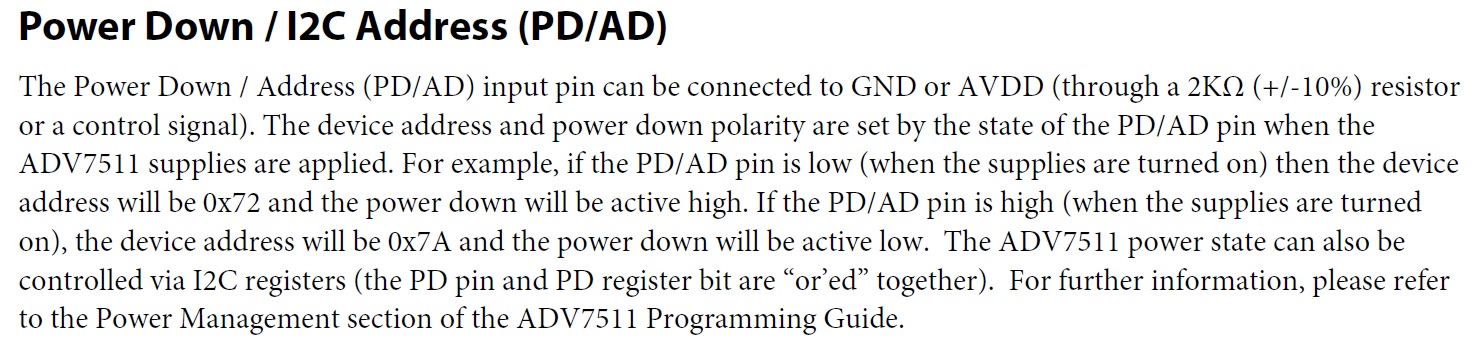 Power Down / I2C Address (PD/AD)
The Power Down / Address (PD/AD) input pin can be connected to GND or AVDD (through a 2KΩ (+/-10%) resistor
or a control signal). The device address and power down polarity are set by the state of the PD/AD pin when the
ADV7511 supplies are applied. For example, if the PD/AD pin is low (when the supplies are turned on) then the device
address will be 0x72 and the power down will be active high. If the PD/AD pin is high (when the supplies are turned
on), the device address will be 0x7A and the power down will be active low.  The ADV7511 power state can also be
controlled via I2C registers (the PD pin and PD register bit are “or’ed” together).  For further information, please refer
to the Power Management section of the ADV7511 Programming Guide.